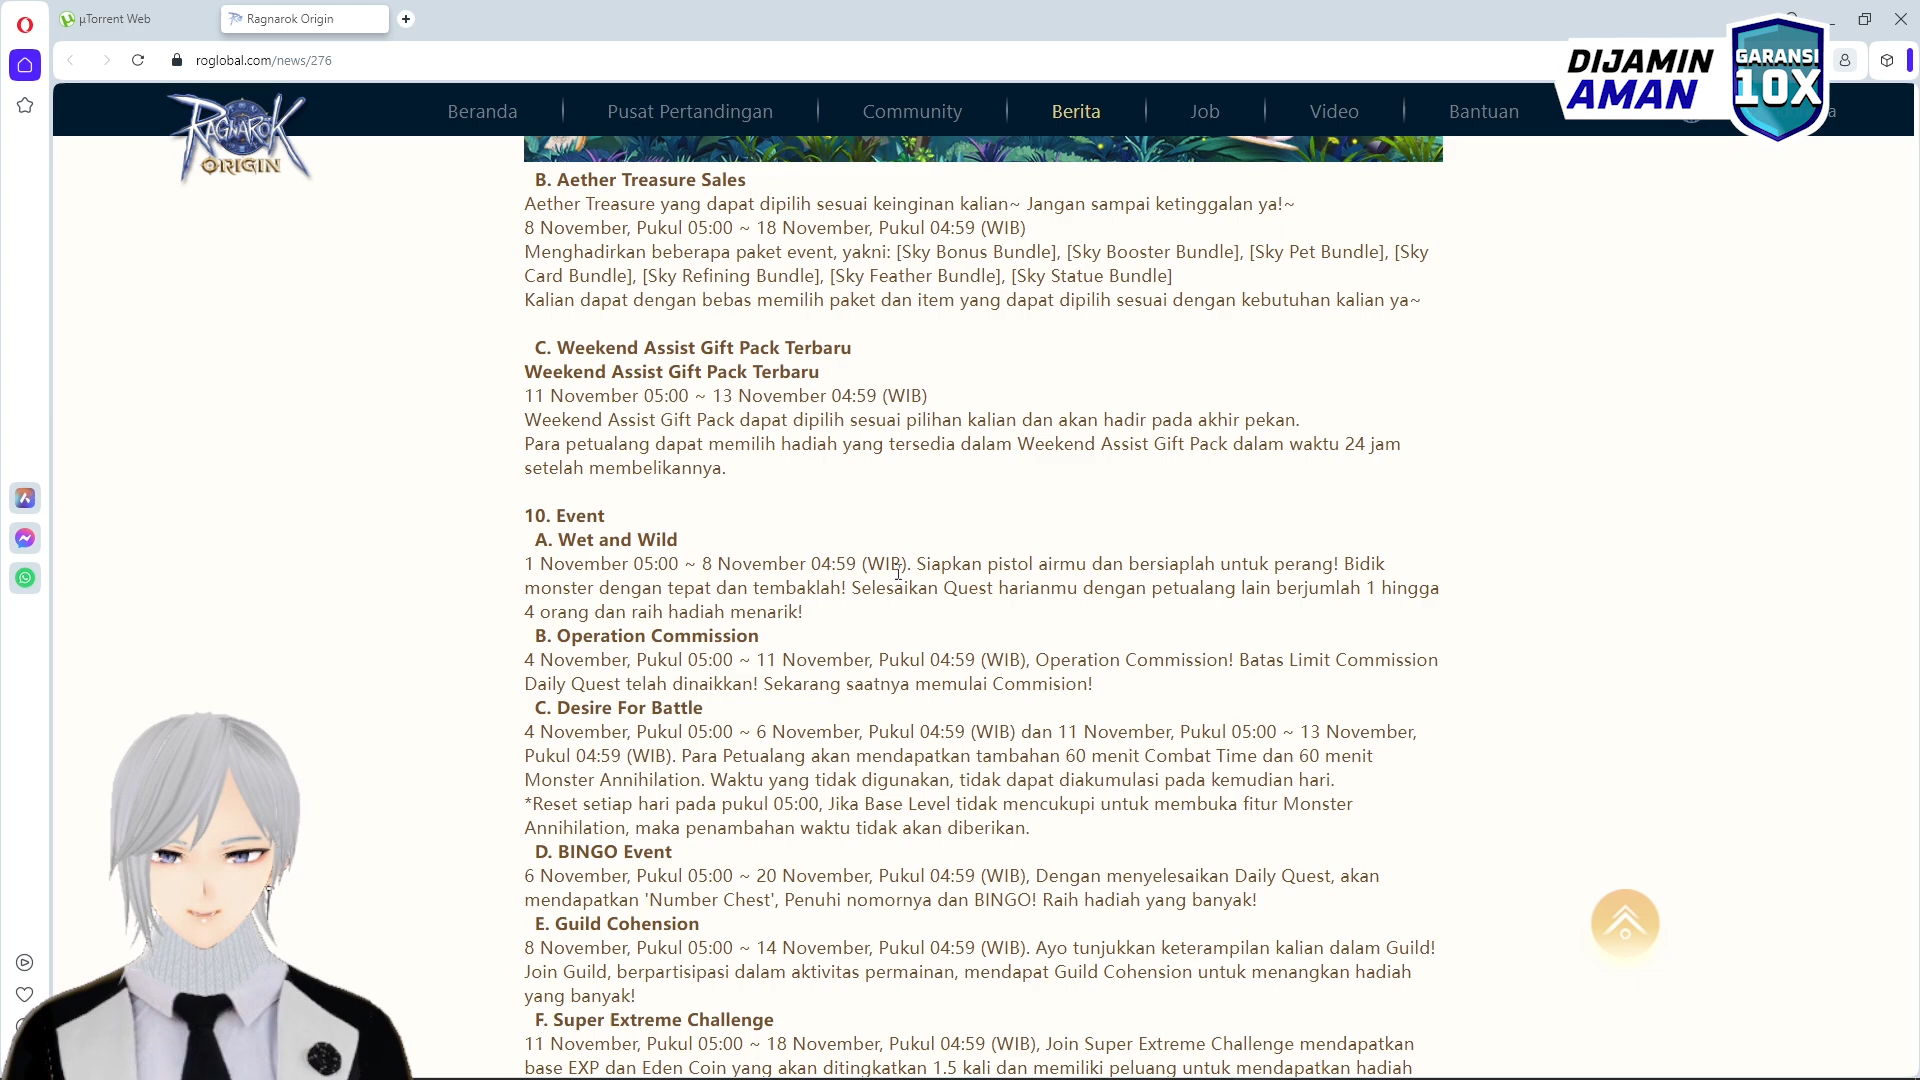 µTorrent Web
Ragnarok Origin
roglobal.com/news/276
DIJAMIN
AMAN
GARANSI
10X
RAGNAROK
ORIGIN
Beranda
Pusat Pertandingan
Community
Berita
Job
Video
Bantuan
B. Aether Treasure Sales
Aether Treasure yang dapat dipilih sesuai keinginan kalian~ Jangan sampai ketinggalan ya!~
8 November, Pukul 05:00 ~ 18 November, Pukul 04:59 (WIB)
Menghadirkan beberapa paket event, yakni: [Sky Bonus Bundle], [Sky Booster Bundle], [Sky Pet Bundle], [Sky
Card Bundle], [Sky Refining Bundle], [Sky Feather Bundle], [Sky Statue Bundle]
Kalian dapat dengan bebas memilih paket dan item yang dapat dipilih sesuai dengan kebutuhan kalian ya~
C. Weekend Assist Gift Pack Terbaru
Weekend Assist Gift Pack Terbaru
11 November 05:00 ~ 13 November 04:59 (WIB)
Weekend Assist Gift Pack dapat dipilih sesuai pilihan kalian dan akan hadir pada akhir pekan.
Para petualang dapat memilih hadiah yang tersedia dalam Weekend Assist Gift Pack dalam waktu 24 jam
setelah membelikannya.
10. Event
A. Wet and Wild
1 November 05:00 ~ 8 November 04:59 (WIB). Siapkan pistol airmu dan bersiaplah untuk perang! Bidik
monster dengan tepat dan tembaklah! Selesaikan Quest harianmu dengan petualang lain berjumlah 1 hingga
4 orang dan raih hadiah menarik!
B. Operation Commission
4 November, Pukul 05:00 ~ 11 November, Pukul 04:59 (WIB), Operation Commission! Batas Limit Commission
Daily Quest telah dinaikkan! Sekarang saatnya memulai Commision!
C. Desire For Battle
4 November, Pukul 05:00 ~ 6 November, Pukul 04:59 (WIB) dan 11 November, Pukul 05:00 ~ 13 November,
Pukul 04:59 (WIB). Para Petualang akan mendapatkan tambahan 60 menit Combat Time dan 60 menit
Monster Annihilation. Waktu yang tidak digunakan, tidak dapat diakumulasi pada kemudian hari.
*Reset setiap hari pada pukul 05:00, Jika Base Level tidak mencukupi untuk membuka fitur Monster
Annihilation, maka penambahan waktu tidak akan diberikan.
D. BINGO Event
6 November, Pukul 05:00 ~ 20 November, Pukul 04:59 (WIB), Dengan menyelesaikan Daily Quest, akan
mendapatkan 'Number Chest', Penuhi nomornya dan BINGO! Raih hadiah yang banyak!
E. Guild Cohension
8 November, Pukul 05:00 ~ 14 November, Pukul 04:59 (WIB). Ayo tunjukkan keterampilan kalian dalam Guild!
Join Guild, berpartisipasi dalam aktivitas permainan, mendapat Guild Cohension untuk menangkan hadiah
yang banyak!
F. Super Extreme Challenge
11 November, Pukul 05:00 ~ 18 November, Pukul 04:59 (WIB), Join Super Extreme Challenge mendapatkan
base EXP dan Eden Coin yang akan ditingkatkan 1.5 kali dan memiliki peluang untuk mendapatkan hadiah